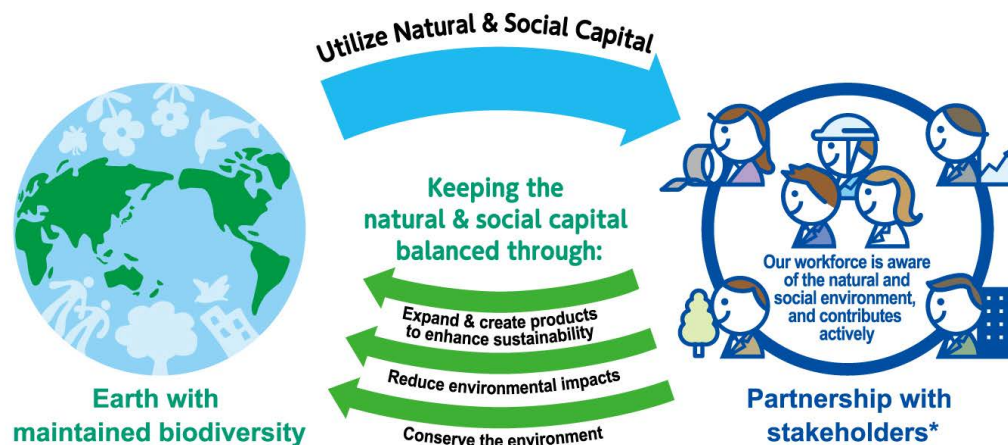 Utilize Natural & Social Capital
Keeping the
natural & social capital
balanced through:
Expand & create products
to enhance sustainability
Reduce environmental impacts
Conserve the environment
Earth with
maintained biodiversity
Our workforce is aware
of the natural and
social environment,
and contributes
actively
Partnership with
stakeholders*